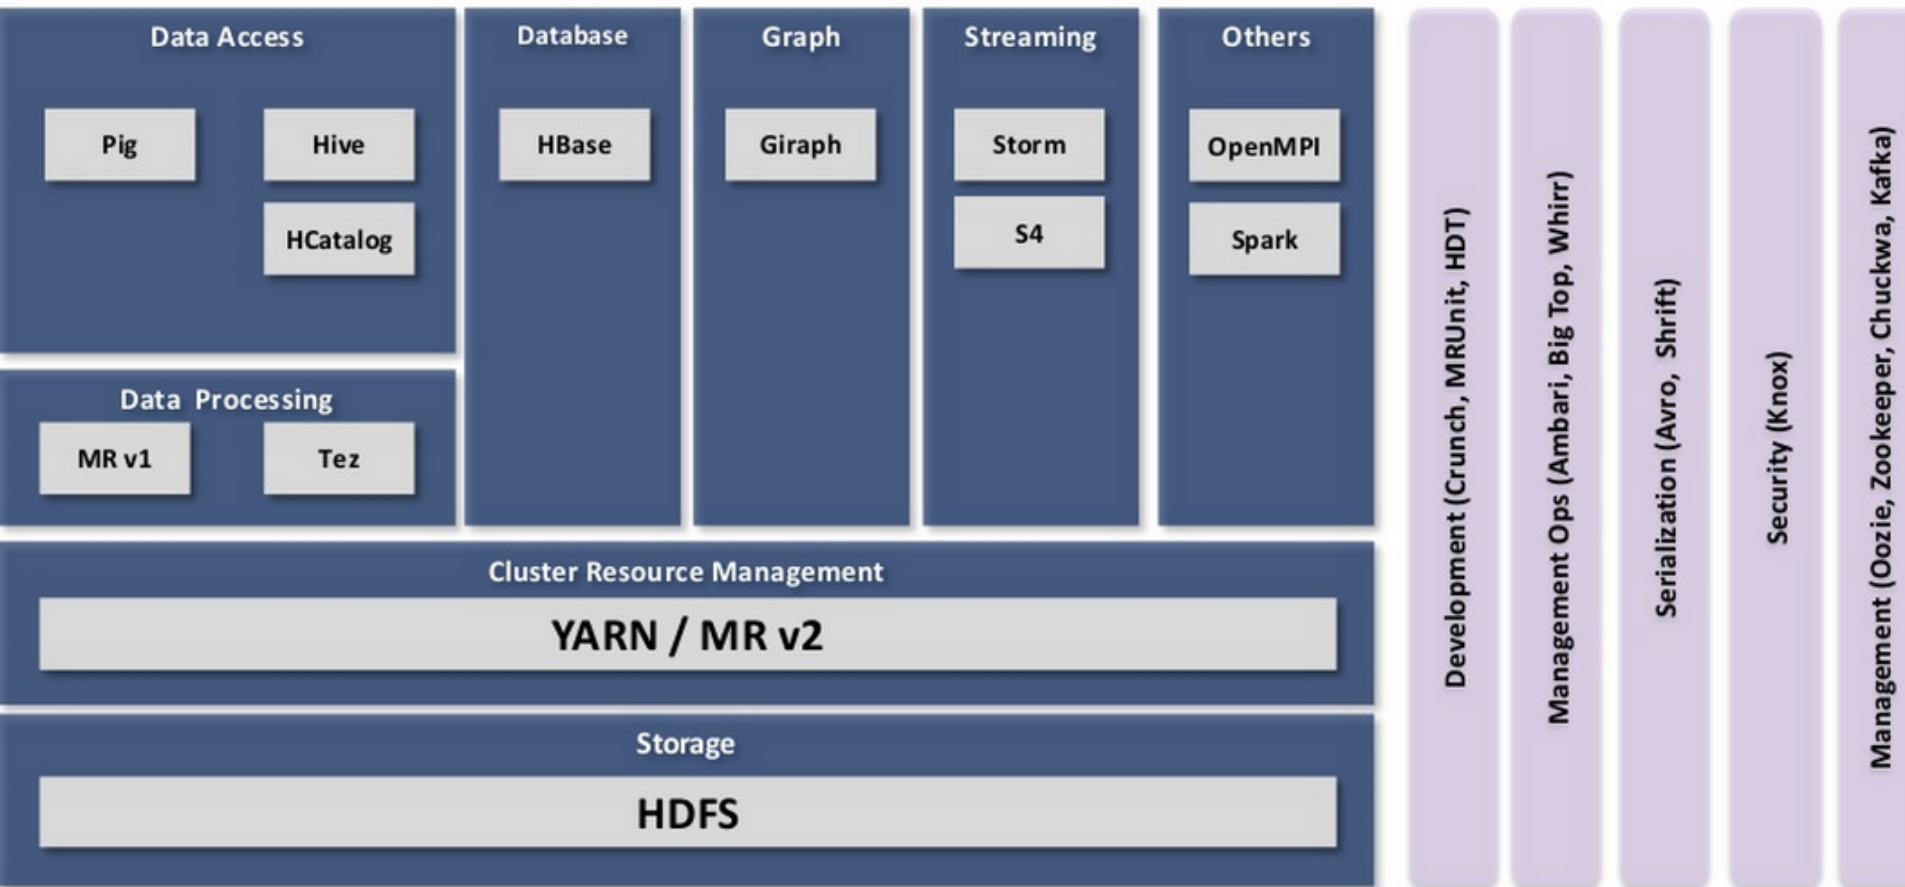 Data Access
Pig
Hive
HCatalog
Data Processing
MR v1
Tez
Database
HBase
Graph
Giraph
Streaming
Storm
S4
Others
OpenMPI
Spark
Cluster Resource Management
YARN / MR v2
Storage
HDFS
Development (Crunch, MRUnit, HDT)
Management Ops (Ambari, Big Top, Whirr)
Serialization (Avro, Shrift)
Security (Knox)
Management (Oozie, Zookeeper, Chuckwa, Kafka)